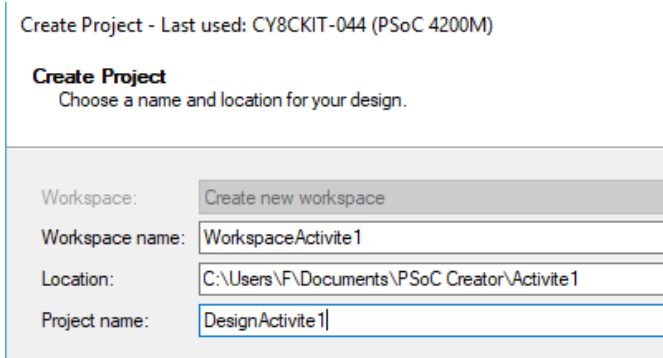 Create Project - Last used: CY8CKIT-044 (PSoC 4200M)
Create Project
Choose a name and location for your design.
Workspace: Create new workspace
Workspace name: WorkspaceActivite1
Location: C:\Users\F\Documents\PSoC Creator\Activite1
Project name: DesignActivite1